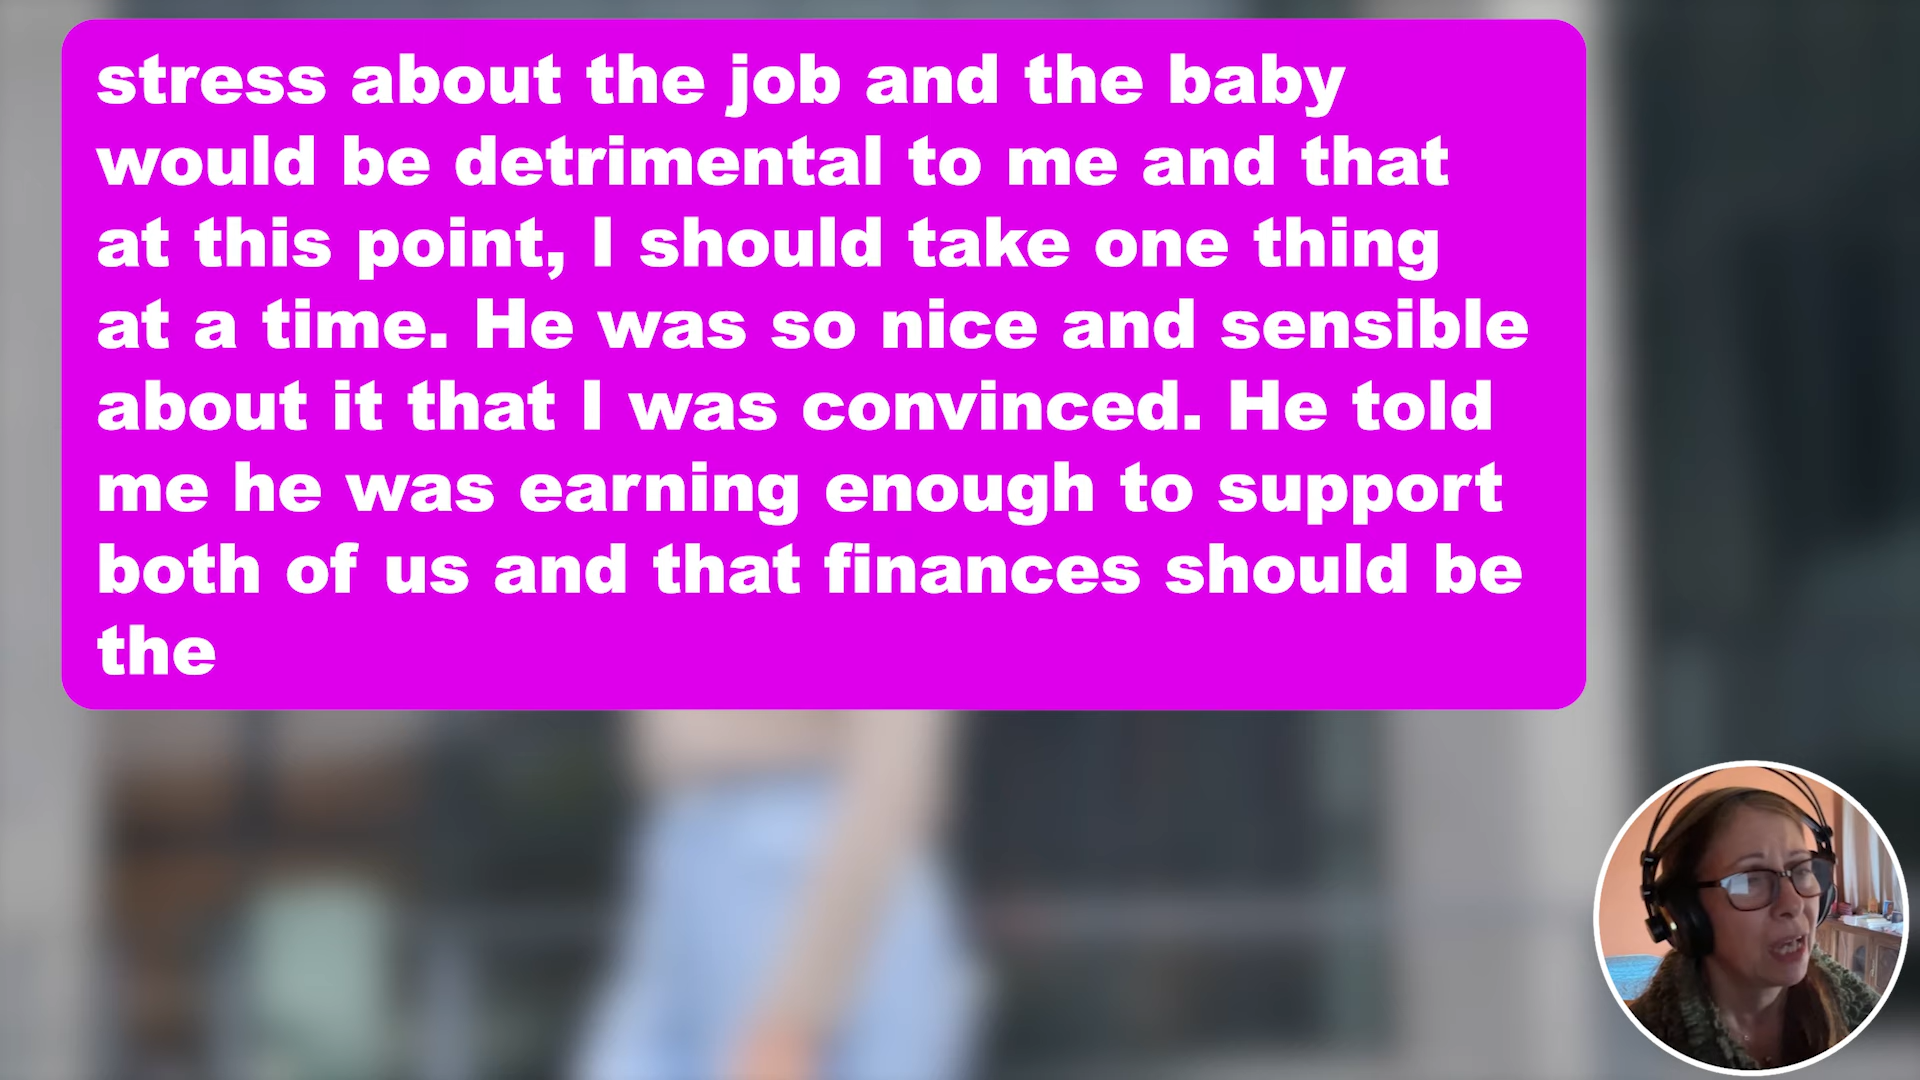 stress about the job and the baby
would be detrimental to me and that
at this point, I should take one thing
at a time. He was so nice and sensible
about it that I was convinced. He told
me he was earning enough to support
both of us and that finances should be
the